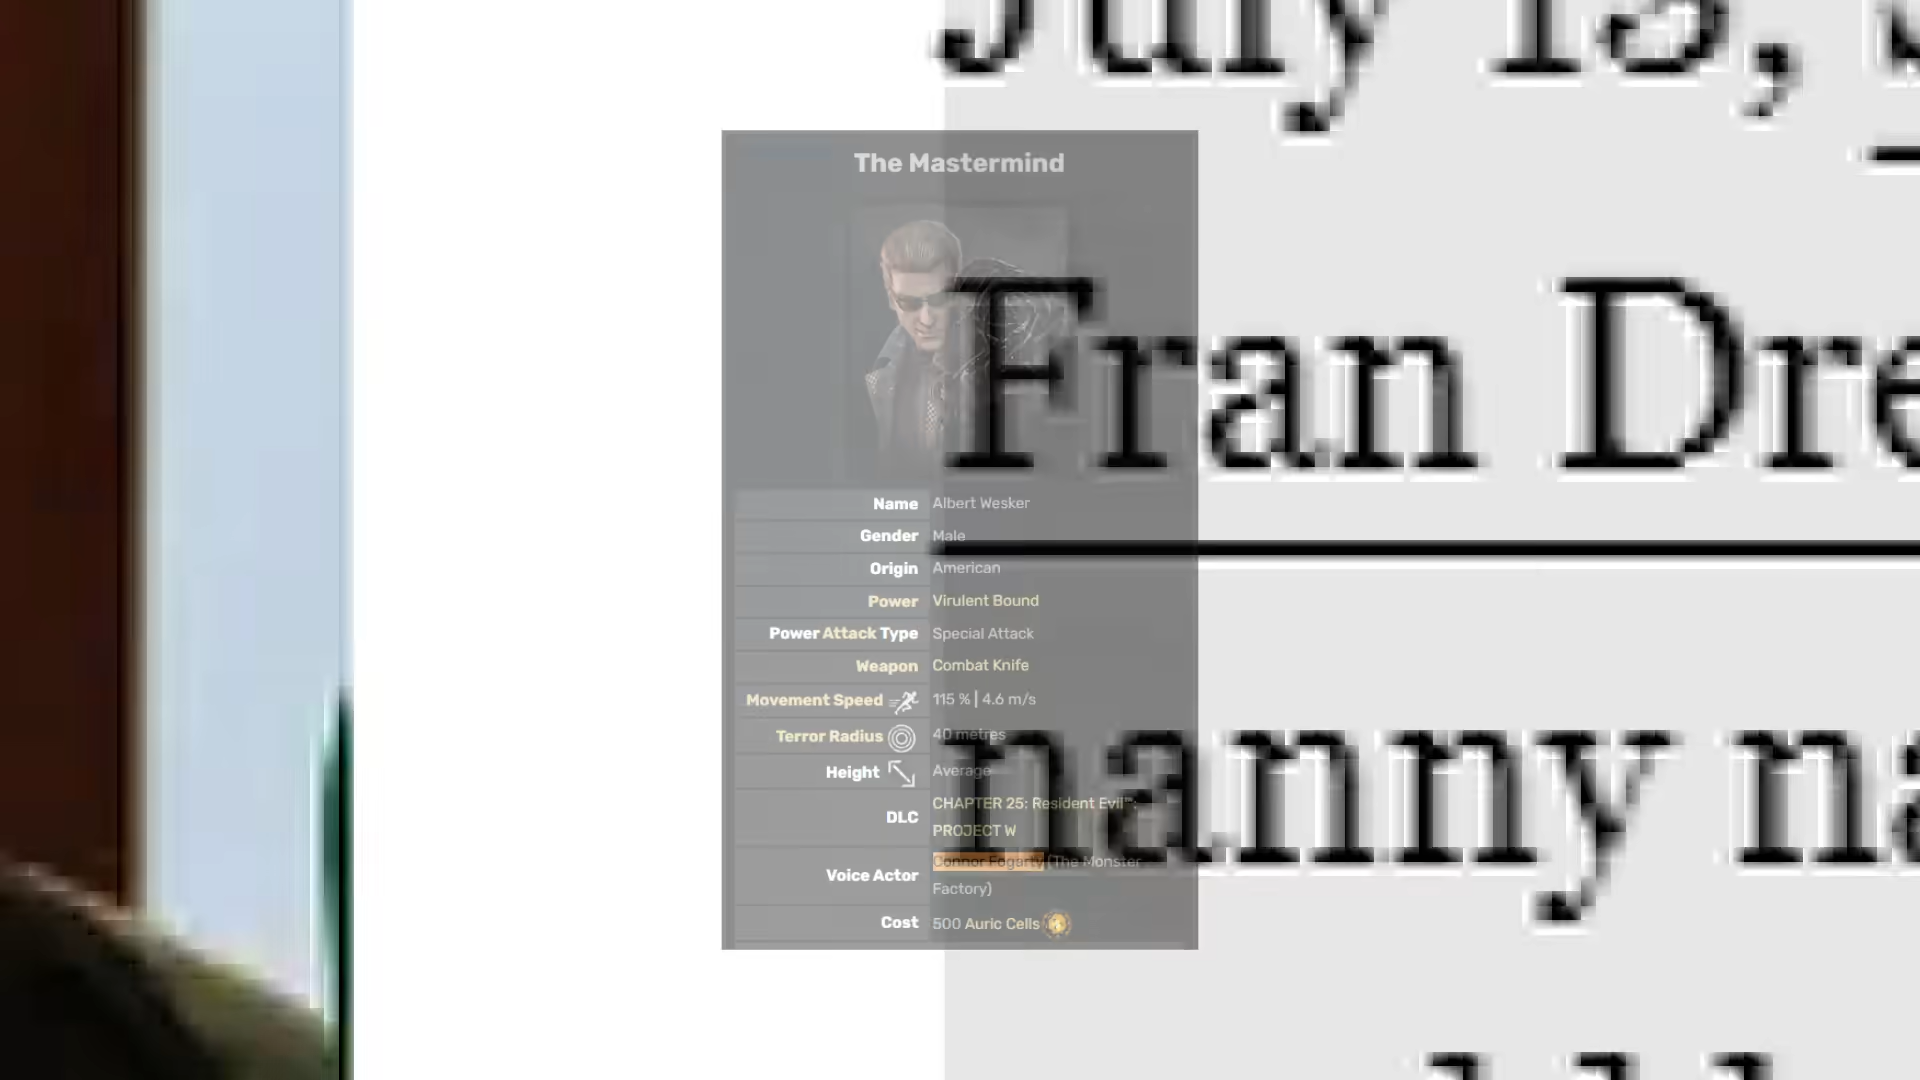 July 13,
The Mastermind
Fran Dre
Name Albert Wesker
Gender Male
Origin American
Power Virulent Bound
Power Attack Type Special Attack
Weapon Combat Knife
Movement Speed 115 % | 4.6 m/s
Terror Radius 40 metres
Height Average
nanny na
DLC CHAPTER 25: Resident Evil™:
PROJECT W
Voice Actor Connor Fogarty (The Monster
Factory)
Cost 500 Auric Cells